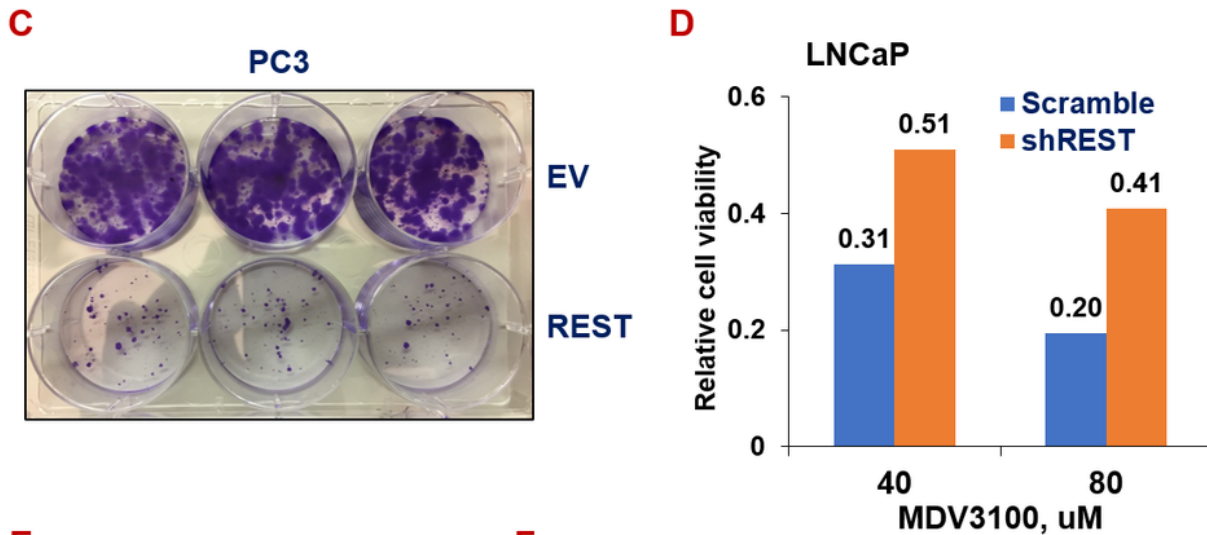 C
PC3
EV
REST
D
LNCaP
Scramble
shREST
Relative cell viability
0.6
0.4
0.2
0
0.31
0.51
0.20
0.41
40
80
MDV3100, uM